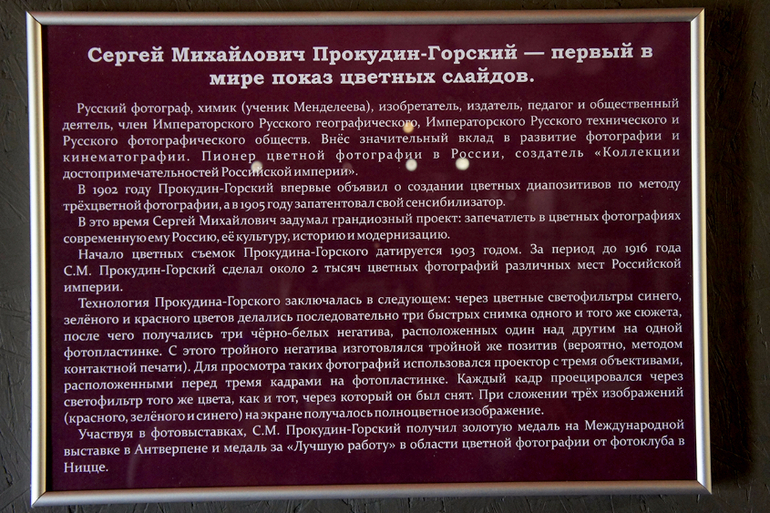 Сергей Михайлович Прокудин-Горский — первый в
мире показ цветных слайдов.
Русский фотограф, химик (ученик Менделеева), изобретатель, издатель, педагог и общественный
деятель, член Императорского Русского географического, Императорского Русского технического и
Русского фотографического обществ. Внёс значительный вклад в развитие фотографии и
кинематографии. Пионер цветной фотографии в России, создатель «Коллекции
достопримечательностей Российской империи».
В 1902 году Прокудин-Горский впервые объявил о создании цветных диапозитивов по методу
трёхцветной фотографии, а в 1905 году запатентовал свой сенсибилизатор.
В это время Сергей Михайлович задумал грандиозный проект: запечатлеть в цветных фотографиях
современную ему Россию, её культуру, историю и модернизацию.
Начало цветных съемок Прокудина-Горского датируется 1903 годом. За период до 1916 года
С.М. Прокудин-Горский сделал около 2 тысяч цветных фотографий различных мест Российской
империи.
Технология Прокудина-Горского заключалась в следующем: через цветные светофильтры синего,
зелёного и красного цветов делались последовательно три быстрых снимка одного и того же сюжета,
после чего получались три чёрно-белых негатива, расположенных один над другим на одной
фотопластинке. С этого тройного негатива изготовлялся тройной же позитив (вероятно, методом
контактной печати). Для просмотра таких фотографий использовался проектор с тремя объективами,
расположенными перед тремя кадрами на фотопластинке. Каждый кадр проецировался через
светофильтр того же цвета, как и тот, через который он был снят. При сложении трёх изображений
(красного, зелёного и синего) на экране получалось полноцветное изображение.
Участвуя в фотовыставках, С.М. Прокудин-Горский получил золотую медаль на Международной
выставке в Антверпене и медаль за «Лучшую работу» в области цветной фотографии от фотоклуба в
Ницце.